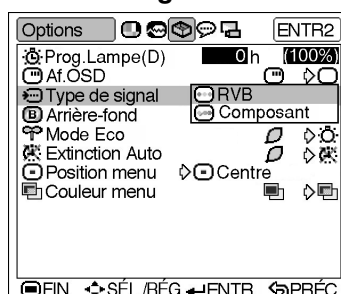 Options ENTR2
Prog.Lampe(D) 0 h (100%)
Af.OSD
Type de signal RVB
Composant
B Arrière-fond
Mode Eco
Extinction Auto
Position menu Centre
Couleur menu
FIN SÉL./RÉG ENTR PRÉC